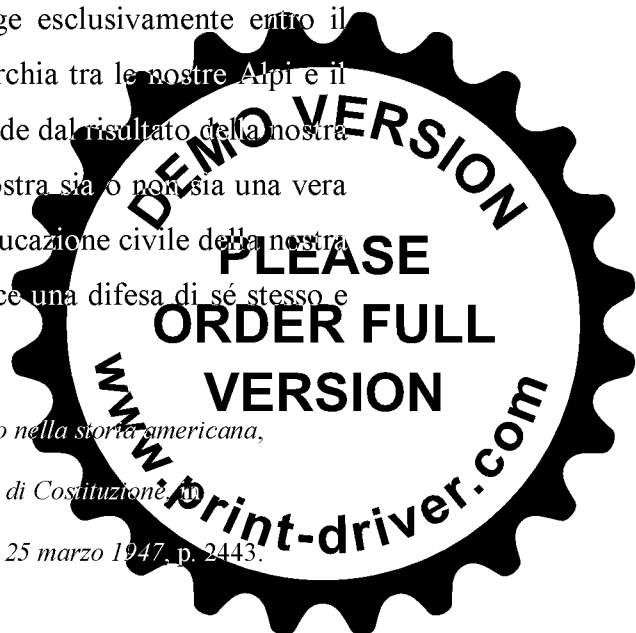 ge esclusivamente entro il
rchia tra le nostre Alpi e il
de dal risultato della nostra
ostra sia o non sia una vera
ucazione civile della nostra
ce una difesa di sé stesso e
o nella storia americana,
di Costituzione, in
25 marzo 1947, p. 2443.
DEMO VERSION
PLEASE
ORDER FULL
VERSION
www.print-driver.com